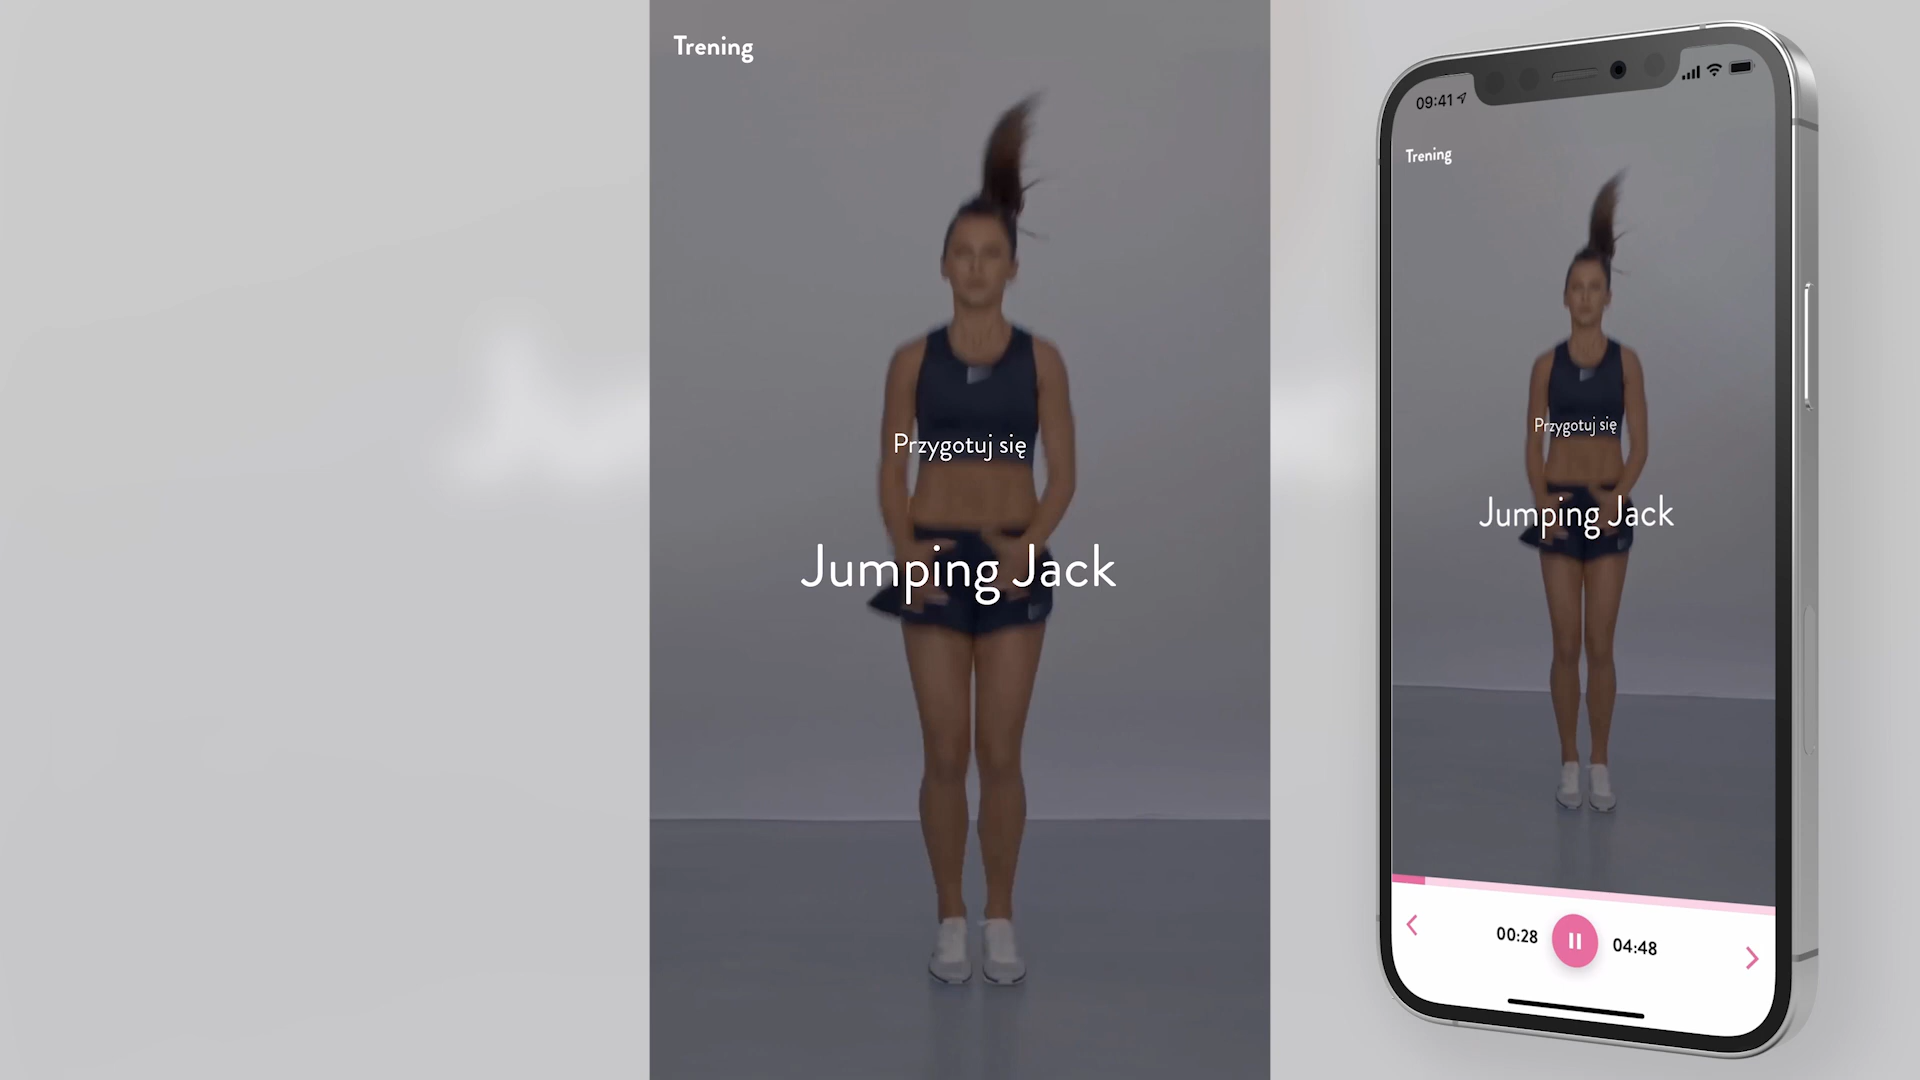 Trening
Przygotuj się
Jumping Jack
09:41
Trening
Przygotuj się
Jumping Jack
00:28
04:48